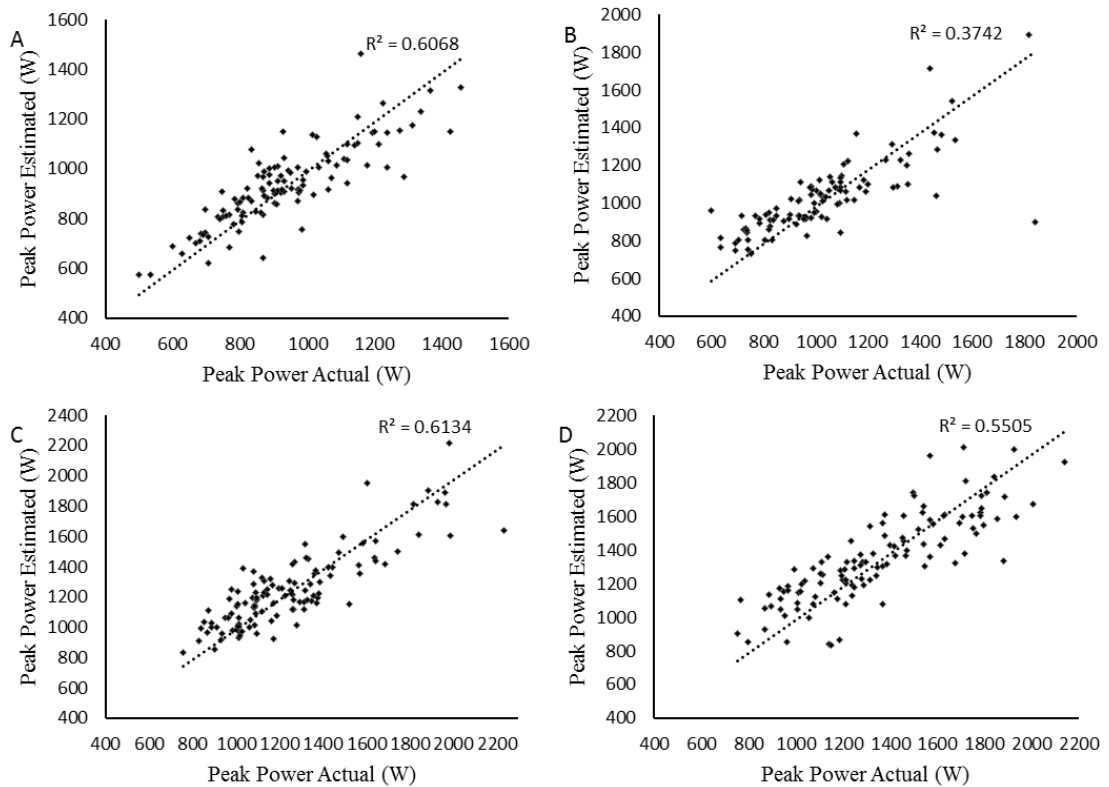 A
R² = 0.6068
Peak Power Estimated (W)
1600
1400
1200
1000
800
600
400
400 600 800 1000 1200 1400 1600
Peak Power Actual (W)
B
R² = 0.3742
Peak Power Estimated (W)
2000
1800
1600
1400
1200
1000
800
600
400
400 600 800 1000 1200 1400 1600 1800 2000
Peak Power Actual (W)
C
R² = 0.6134
Peak Power Estimated (W)
2400
2200
2000
1800
1600
1400
1200
1000
800
600
400
400 600 800 1000 1200 1400 1600 1800 2000 2200
Peak Power Actual (W)
D
R² = 0.5505
Peak Power Estimated (W)
2200
2000
1800
1600
1400
1200
1000
800
600
400
400 600 800 1000 1200 1400 1600 1800 2000 2200
Peak Power Actual (W)